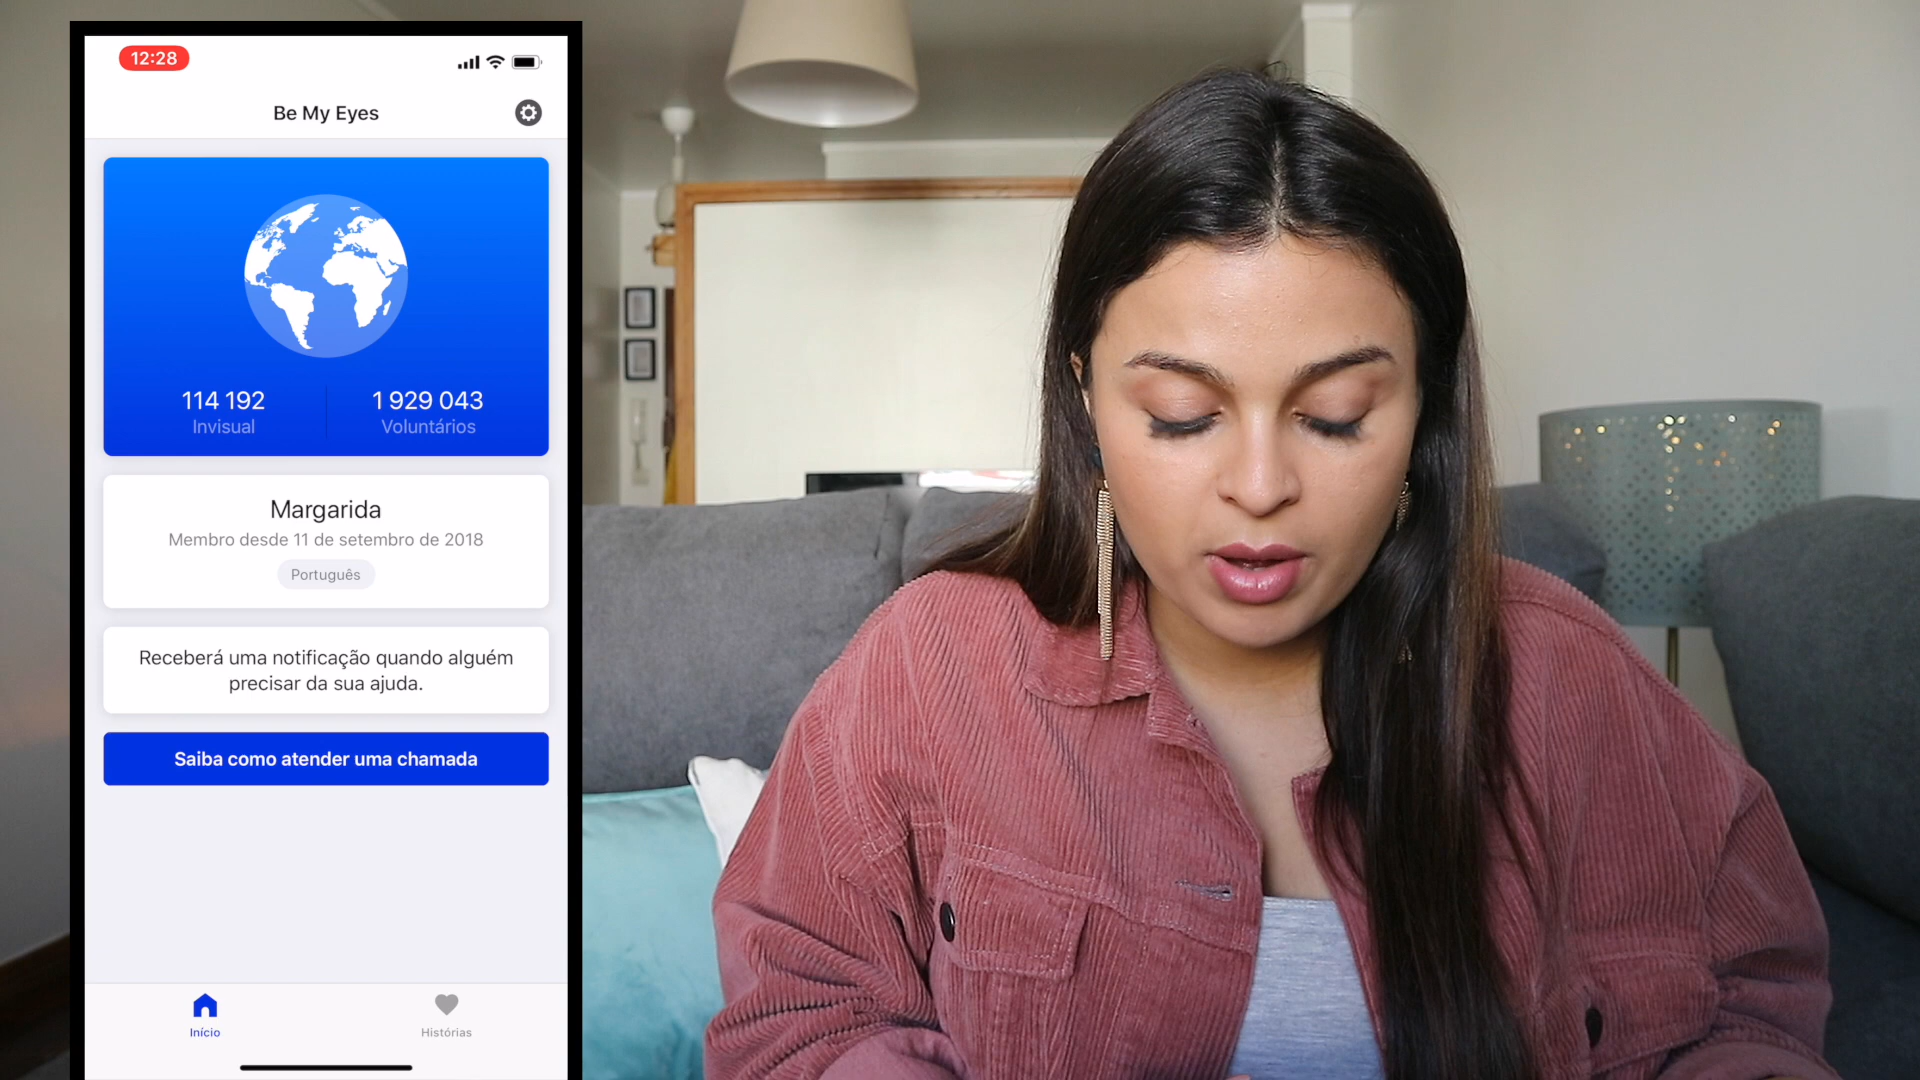 12:28
Be My Eyes
114 192
Invisual
1 929 043
Voluntários
Margarida
Membro desde 11 de setembro de 2018
Português
Receberá uma notificação quando alguém
precisar da sua ajuda.
Saiba como atender uma chamada
Início
Histórias